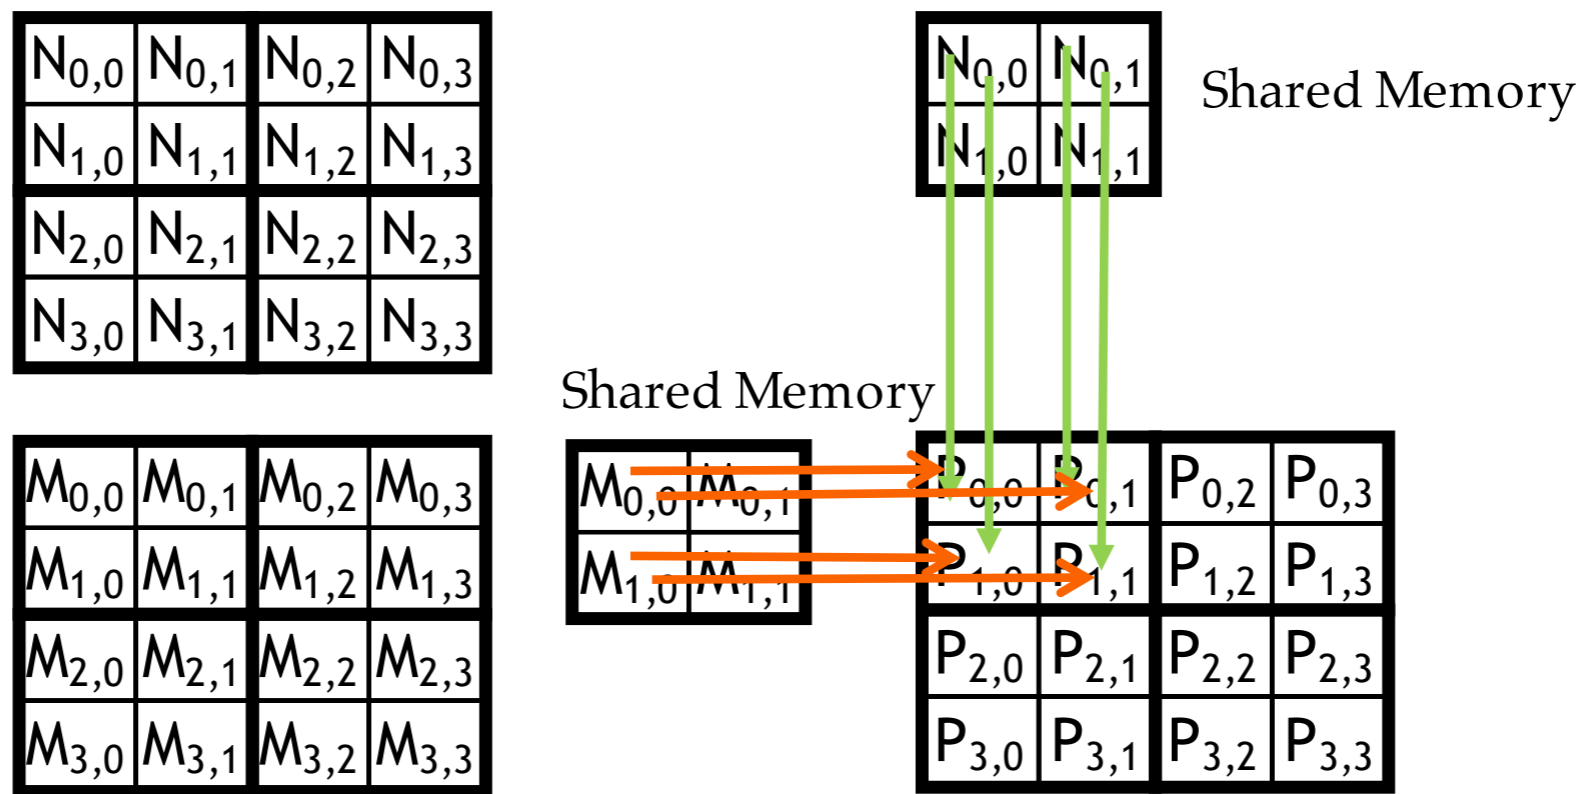 N0,0 N0,1 N0,2 N0,3
N1,0 N1,1 N1,2 N1,3
N2,0 N2,1 N2,2 N2,3
N3,0 N3,1 N3,2 N3,3
N0,0 N0,1
N1,0 N1,1
Shared Memory
Shared Memory
M0,0 M0,1 M0,2 M0,3
M1,0 M1,1 M1,2 M1,3
M2,0 M2,1 M2,2 M2,3
M3,0 M3,1 M3,2 M3,3
M0,0 M0,1
M1,0 M1,1
P0,0 P0,1 P0,2 P0,3
P1,0 P1,1 P1,2 P1,3
P2,0 P2,1 P2,2 P2,3
P3,0 P3,1 P3,2 P3,3